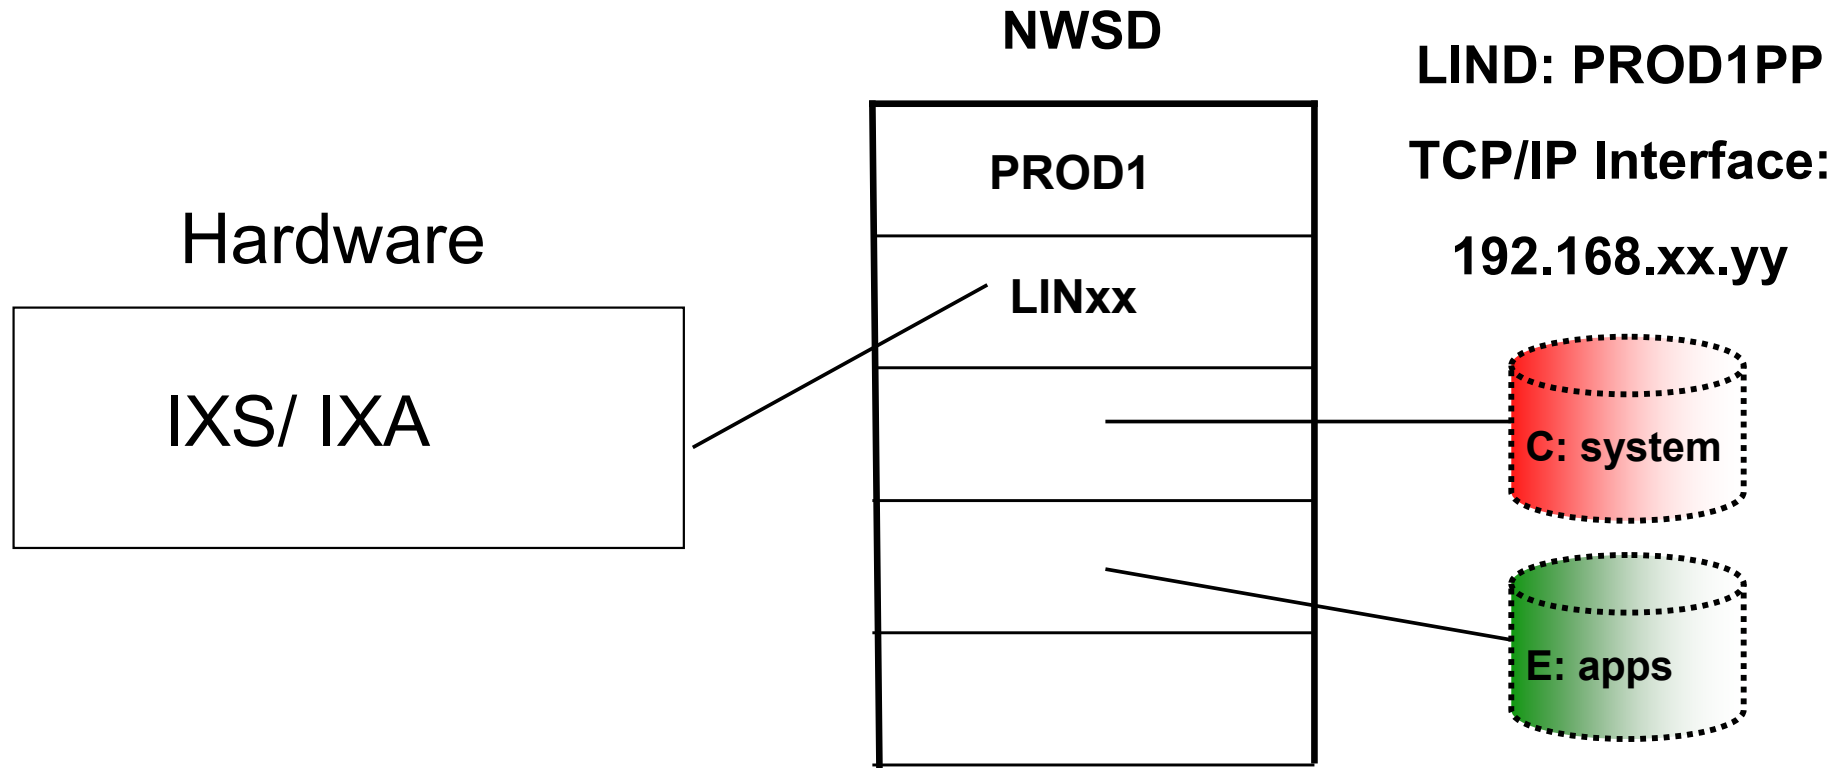 NWSD
LIND: PROD1PP
TCP/IP Interface:
192.168.xx.yy
PROD1
LINxx
Hardware
IXS/ IXA
C: system
E: apps